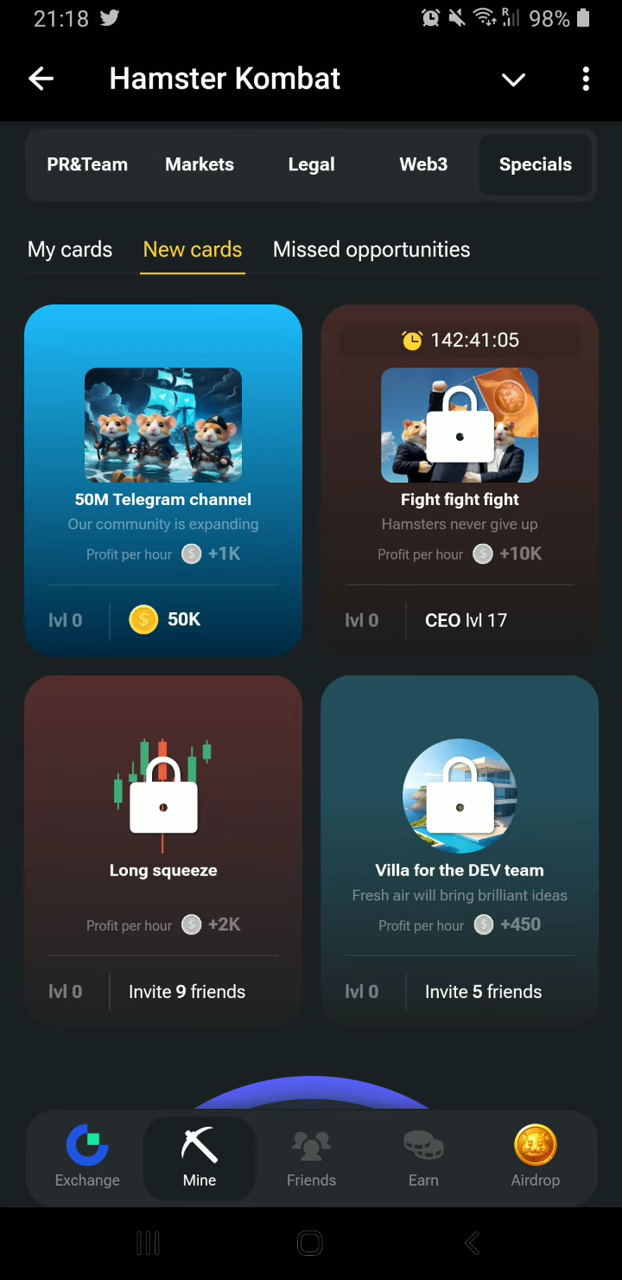 21:18
R
98%
Hamster Kombat
PR&Team
Markets
Legal
Web3
Specials
My cards
New cards
Missed opportunities
50M Telegram channel
Our community is expanding
Profit per hour +1K
lvl 0
50K
142:41:05
Fight fight fight
Hamsters never give up
Profit per hour +10K
lvl 0
CEO lvl 17
Long squeeze
Profit per hour +2K
lvl 0
Invite 9 friends
Villa for the DEV team
Fresh air will bring brilliant ideas
Profit per hour +450
lvl 0
Invite 5 friends
Exchange
Mine
Friends
Earn
Airdrop